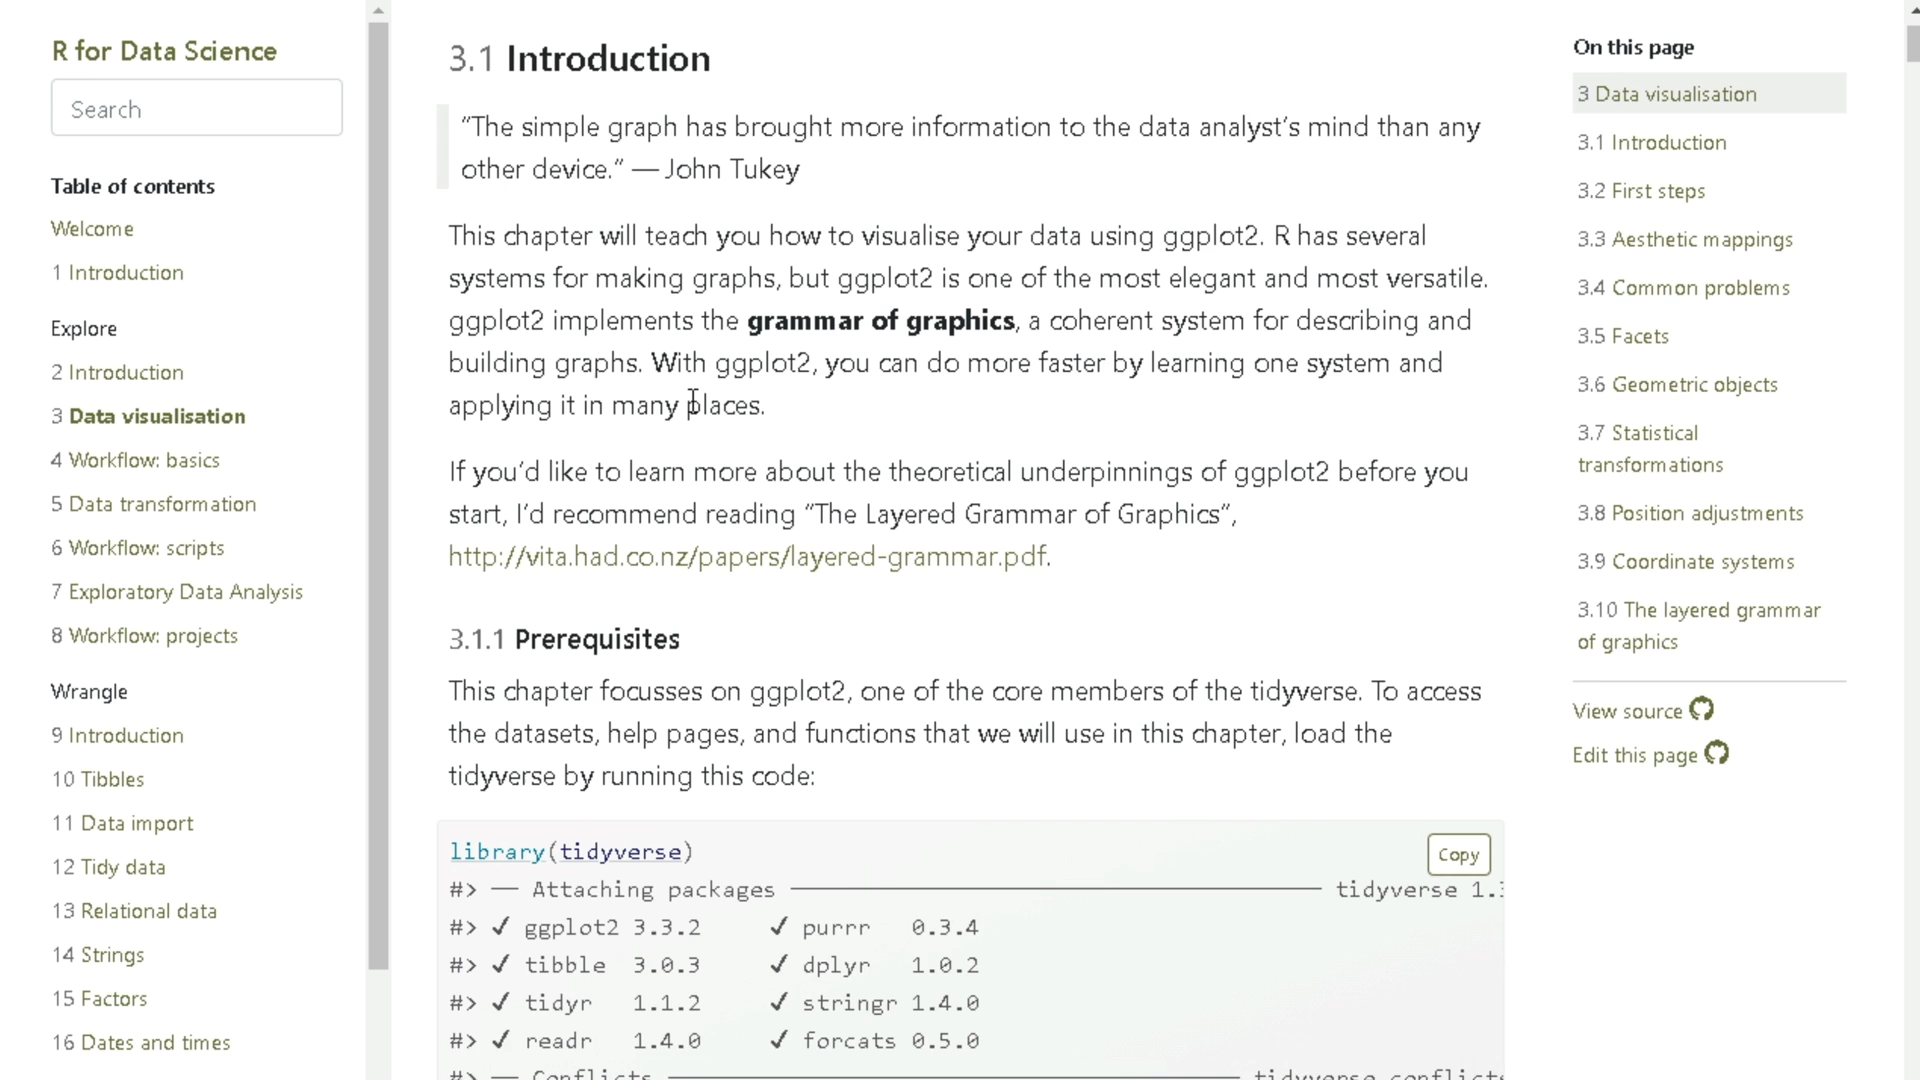 R for Data Science
Search
Table of contents
Welcome
1 Introduction
Explore
2 Introduction
3 Data visualisation
4 Workflow: basics
5 Data transformation
6 Workflow: scripts
7 Exploratory Data Analysis
8 Workflow: projects
Wrangle
9 Introduction
10 Tibbles
11 Data import
12 Tidy data
13 Relational data
14 Strings
15 Factors
16 Dates and times
3.1 Introduction
“The simple graph has brought more information to the data analyst’s mind than any
other device.” — John Tukey
This chapter will teach you how to visualise your data using ggplot2. R has several
systems for making graphs, but ggplot2 is one of the most elegant and most versatile.
ggplot2 implements the grammar of graphics, a coherent system for describing and
building graphs. With ggplot2, you can do more faster by learning one system and
applying it in many places.
If you’d like to learn more about the theoretical underpinnings of ggplot2 before you
start, I’d recommend reading “The Layered Grammar of Graphics”,
http://vita.had.co.nz/papers/layered-grammar.pdf.
3.1.1 Prerequisites
This chapter focusses on ggplot2, one of the core members of the tidyverse. To access
the datasets, help pages, and functions that we will use in this chapter, load the
tidyverse by running this code:
library(tidyverse)
Copy
#> ── Attaching packages ──────────── tidyverse 1.
#> ✓ ggplot2 3.3.2 ✓ purrr 0.3.4
#> ✓ tibble 3.0.3 ✓ dplyr 1.0.2
#> ✓ tidyr 1.1.2 ✓ stringr 1.4.0
#> ✓ readr 1.4.0 ✓ forcats 0.5.0
#> ── Conflicts ──────────── tidyverse_conflicts
On this page
3 Data visualisation
3.1 Introduction
3.2 First steps
3.3 Aesthetic mappings
3.4 Common problems
3.5 Facets
3.6 Geometric objects
3.7 Statistical
transformations
3.8 Position adjustments
3.9 Coordinate systems
3.10 The layered grammar
of graphics
View source
Edit this page